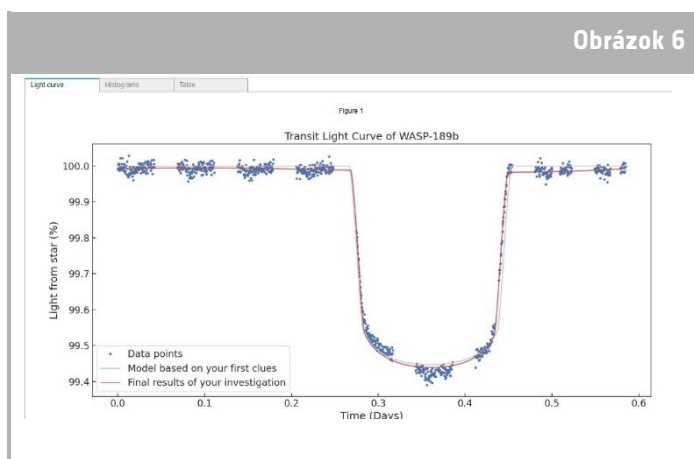 Obrázok 6
Light curve Histograms Table
Figure 1
Transit Light Curve of WASP-189b
Light from star (%)
100.0
99.9
99.8
99.7
99.6
99.5
99.4
Data points
Model based on your first clues
Final results of your investigation
0.0 0.1 0.2 0.3 0.4 0.5 0.6
Time (Days)